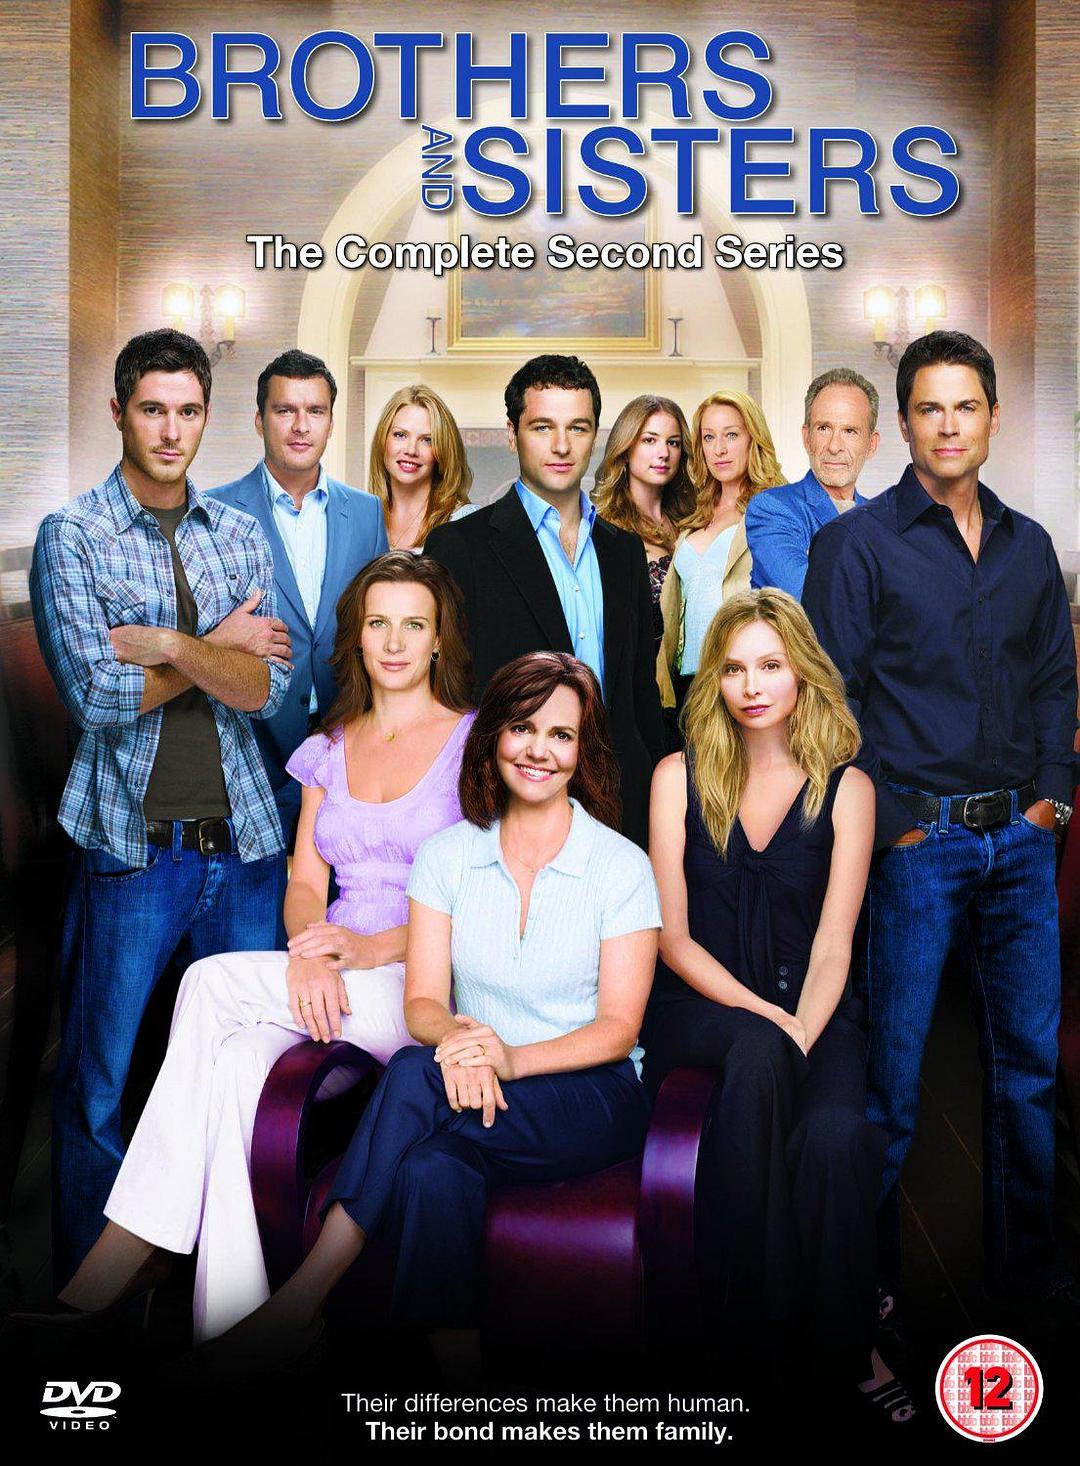 BROTHERS
AND
SISTERS
The Complete Second Series
DVD
VIDEO
Their differences make them human.
Their bond makes them family.
12